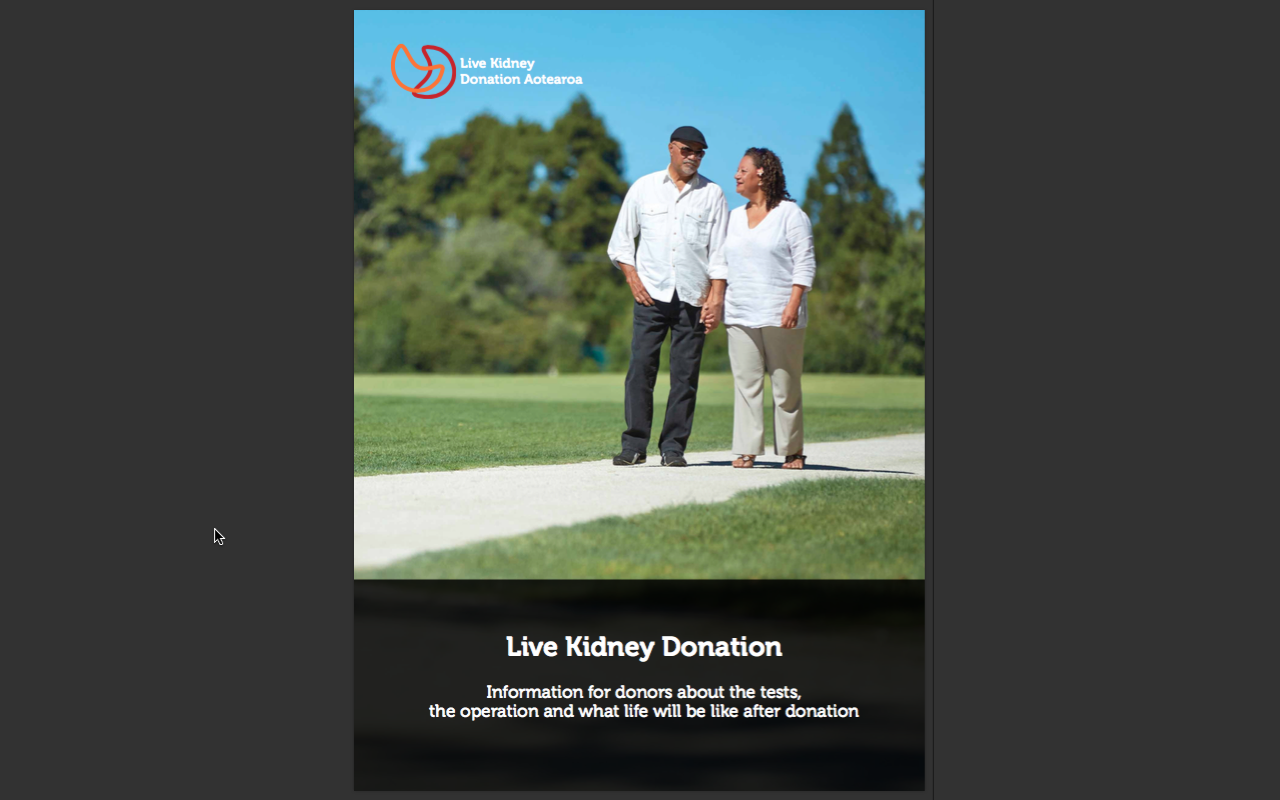 Live Kidney
Donation Aotearoa
Live Kidney Donation
Information for donors about the tests,
the operation and what life will be like after donation